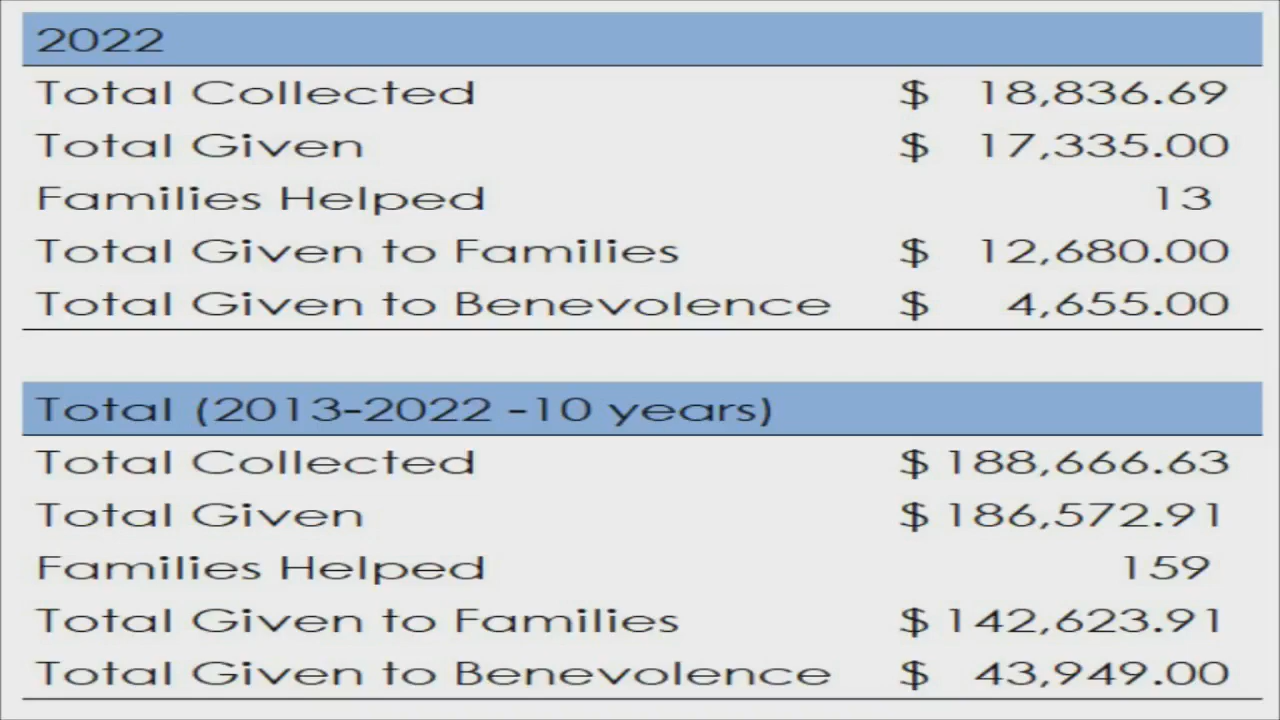 2022
Total Collected $ 18,836.69
Total Given $ 17,335.00
Families Helped 13
Total Given to Families $ 12,680.00
Total Given to Benevolence $ 4,655.00
Total (2013-2022 -10 years)
Total Collected $ 188,666.63
Total Given $ 186,572.91
Families Helped 159
Total Given to Families $ 142,623.91
Total Given to Benevolence $ 43,949.00